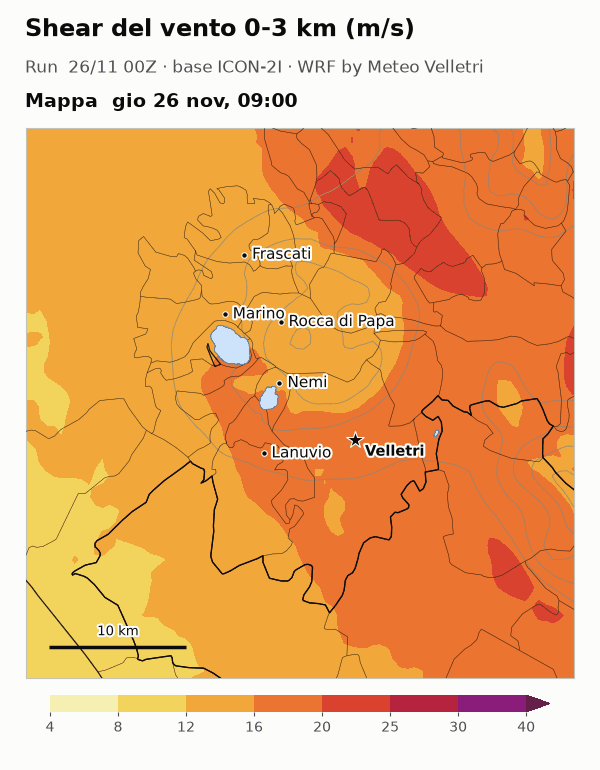 Shear del vento 0-3 km (m/s)
Run  26/11 00Z · base ICON-2I · WRF by Meteo Velletri
Mappa  gio 26 nov, 09:00
Frascati
Marino
Rocca di Papa
Nemi
Velletri
Lanuvio
10 km
4 8 12 16 20 25 30 40